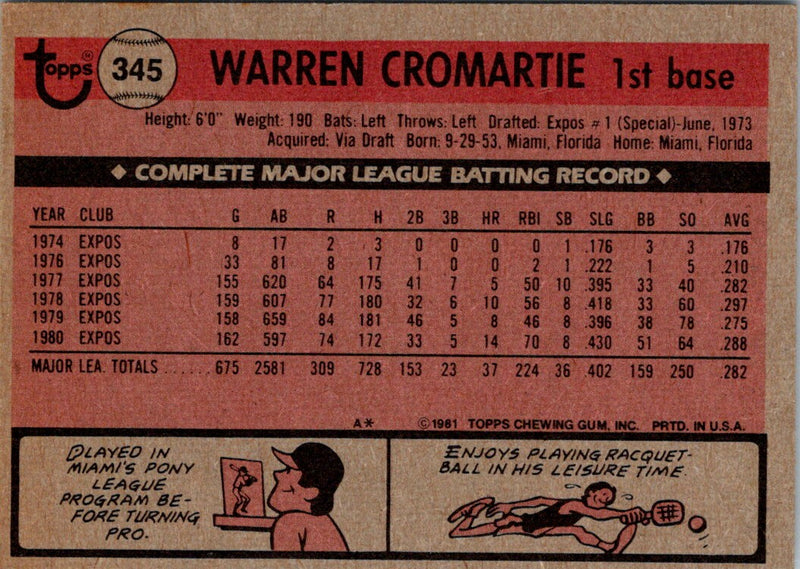 topps 345 WARREN CROMARTIE 1st base
Height: 6'0" Weight: 190 Bats: Left Throws: Left Drafted: Expos #1 (Special)-June, 1973
Acquired: Via Draft Born: 9-29-53, Miami, Florida Home: Miami, Florida
◆ COMPLETE MAJOR LEAGUE BATTING RECORD ◆
YEAR CLUB G AB R H 2B 3B HR RBI SB SLG BB SO AVG
1974 EXPOS 8 17 2 3 0 0 0 0 1 .176 3 3 .176
1976 EXPOS 33 81 8 17 1 0 0 2 1 .222 1 5 .210
1977 EXPOS 155 620 64 175 41 7 5 50 10 .395 33 40 .282
1978 EXPOS 159 607 77 180 32 6 10 56 8 .418 33 60 .297
1979 EXPOS 158 659 84 181 46 5 8 46 8 .396 38 78 .275
1980 EXPOS 162 597 74 172 33 5 14 70 8 .430 51 64 .288
MAJOR LEA. TOTALS ...... 675 2581 309 728 153 23 37 224 36 .402 159 250 .282
A* © 1981 TOPPS CHEWING GUM, INC. PRTD. IN U.S.A.
PLAYED IN
MIAMI'S PONY
LEAGUE
PROGRAM BE-
FORE TURNING
PRO.
ENJOYS PLAYING RACQUET-
BALL IN HIS LEISURE TIME